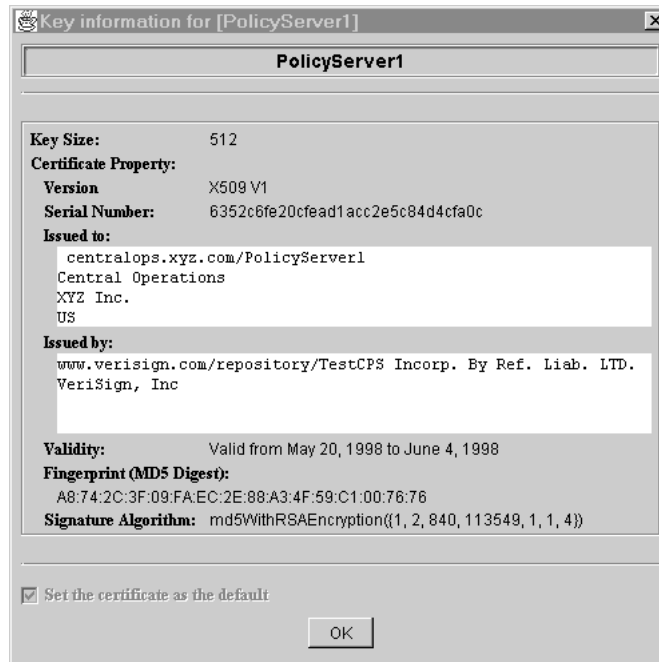 Key information for [PolicyServer1]
PolicyServer1
Key Size: 512
Certificate Property:
Version X509 V1
Serial Number: 6352c6fe20cfead1acc2e5c84d4cfa0c
Issued to:
centralops.xyz.com/PolicyServer1
Central Operations
XYZ Inc.
US
Issued by:
www.verisign.com/repository/TestCPS Incorp. By Ref. Liab. LTD.
VeriSign, Inc
Validity: Valid from May 20, 1998 to June 4, 1998
Fingerprint (MD5 Digest):
A8:74:2C:3F:09:FA:EC:2E:88:A3:4F:59:C1:00:76:76
Signature Algorithm: md5WithRSAEncryption({1, 2, 840, 113549, 1, 1, 4})
Set the certificate as the default
OK